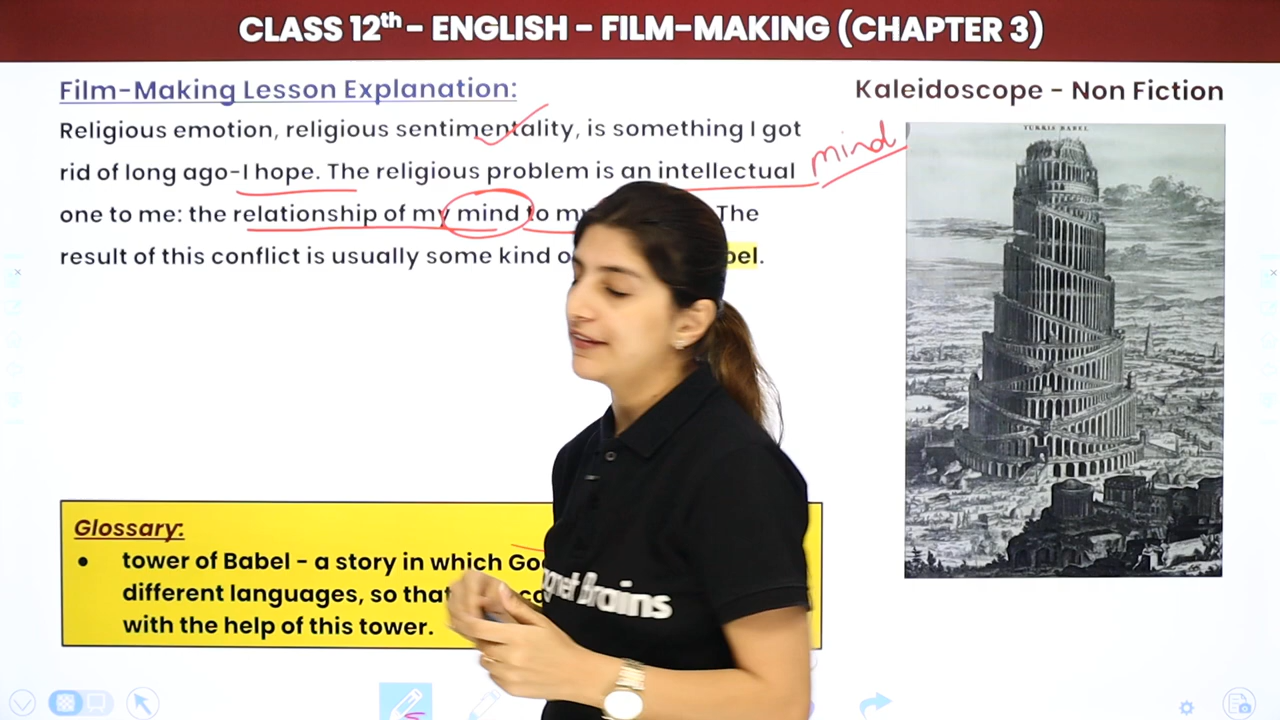 CLASS 12th - ENGLISH - FILM-MAKING (CHAPTER 3)
Film-Making Lesson Explanation:
Kaleidoscope - Non Fiction
Religious emotion, religious sentimentality, is something I got
rid of long ago-I hope. The religious problem is an intellectual
mind
one to me: the relationship of my mind to my The
result of this conflict is usually some kind
TURRIS BABEL
Glossary:
• tower of Babel - a story in which
different languages, so that
with the help of this tower.
Brains